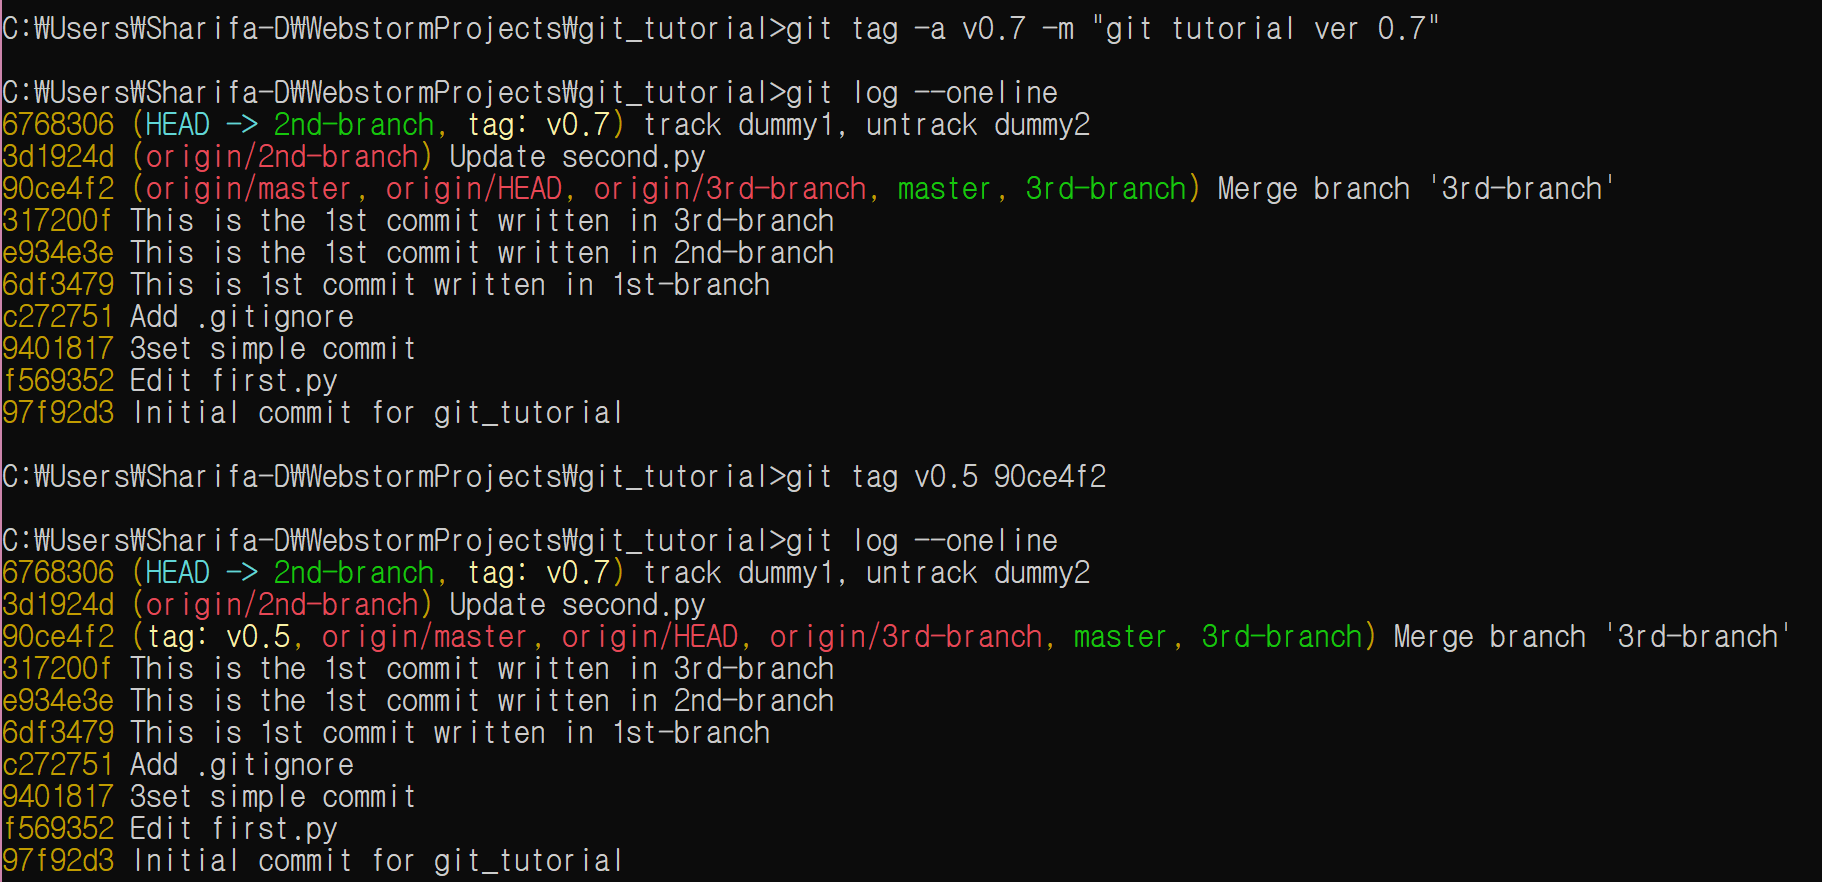 C:₩Users₩Sharifa-D₩WebstormProjects₩git_tutorial>git tag -a v0.7 -m "git tutorial ver 0.7"
C:₩Users₩Sharifa-D₩WebstormProjects₩git_tutorial>git log --oneline
6768306 (HEAD -> 2nd-branch, tag: v0.7) track dummy1, untrack dummy2
3d1924d (origin/2nd-branch) Update second.py
90ce4f2 (origin/master, origin/HEAD, origin/3rd-branch, master, 3rd-branch) Merge branch '3rd-branch'
317200f This is the 1st commit written in 3rd-branch
e934e3e This is the 1st commit written in 2nd-branch
6df3479 This is 1st commit written in 1st-branch
c272751 Add .gitignore
9401817 3set simple commit
f569352 Edit first.py
97f92d3 Initial commit for git_tutorial
C:₩Users₩Sharifa-D₩WebstormProjects₩git_tutorial>git tag v0.5 90ce4f2
C:₩Users₩Sharifa-D₩WebstormProjects₩git_tutorial>git log --oneline
6768306 (HEAD -> 2nd-branch, tag: v0.7) track dummy1, untrack dummy2
3d1924d (origin/2nd-branch) Update second.py
90ce4f2 (tag: v0.5, origin/master, origin/HEAD, origin/3rd-branch, master, 3rd-branch) Merge branch '3rd-branch'
317200f This is the 1st commit written in 3rd-branch
e934e3e This is the 1st commit written in 2nd-branch
6df3479 This is 1st commit written in 1st-branch
c272751 Add .gitignore
9401817 3set simple commit
f569352 Edit first.py
97f92d3 Initial commit for git_tutorial